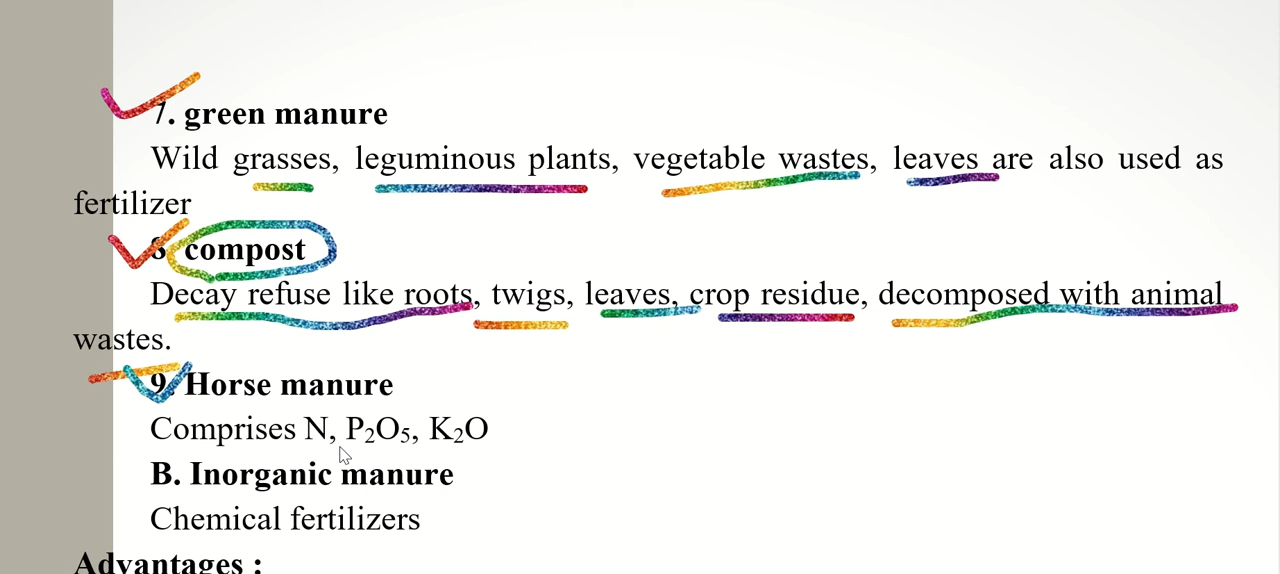 7. green manure
Wild grasses, leguminous plants, vegetable wastes, leaves are also used as
fertilizer
8. compost
Decay refuse like roots, twigs, leaves, crop residue, decomposed with animal
wastes.
9. Horse manure
Comprises N, P₂O₅, K₂O
B. Inorganic manure
Chemical fertilizers
Advantages :